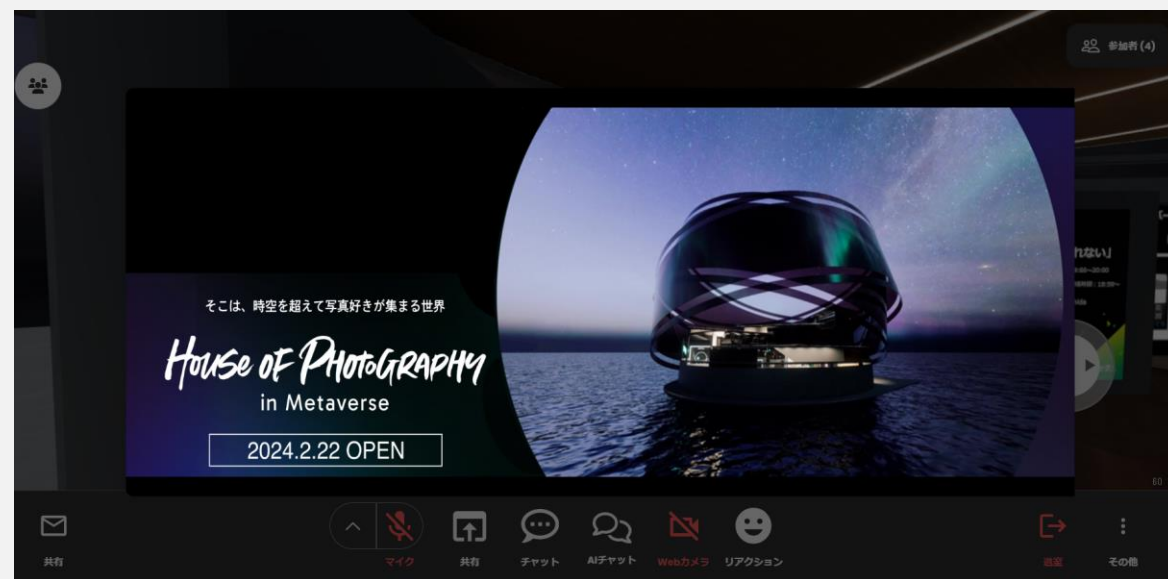 参加者 (4)
そこは、時空を超えて写真好きが集まる世界
HOUSE OF PHOTOGRAPHY
in Metaverse
2024.2.22 OPEN
れない」
60
共有
マイク
共有
チャット
AIチャット
Webカメラ
リアクション
退室
その他